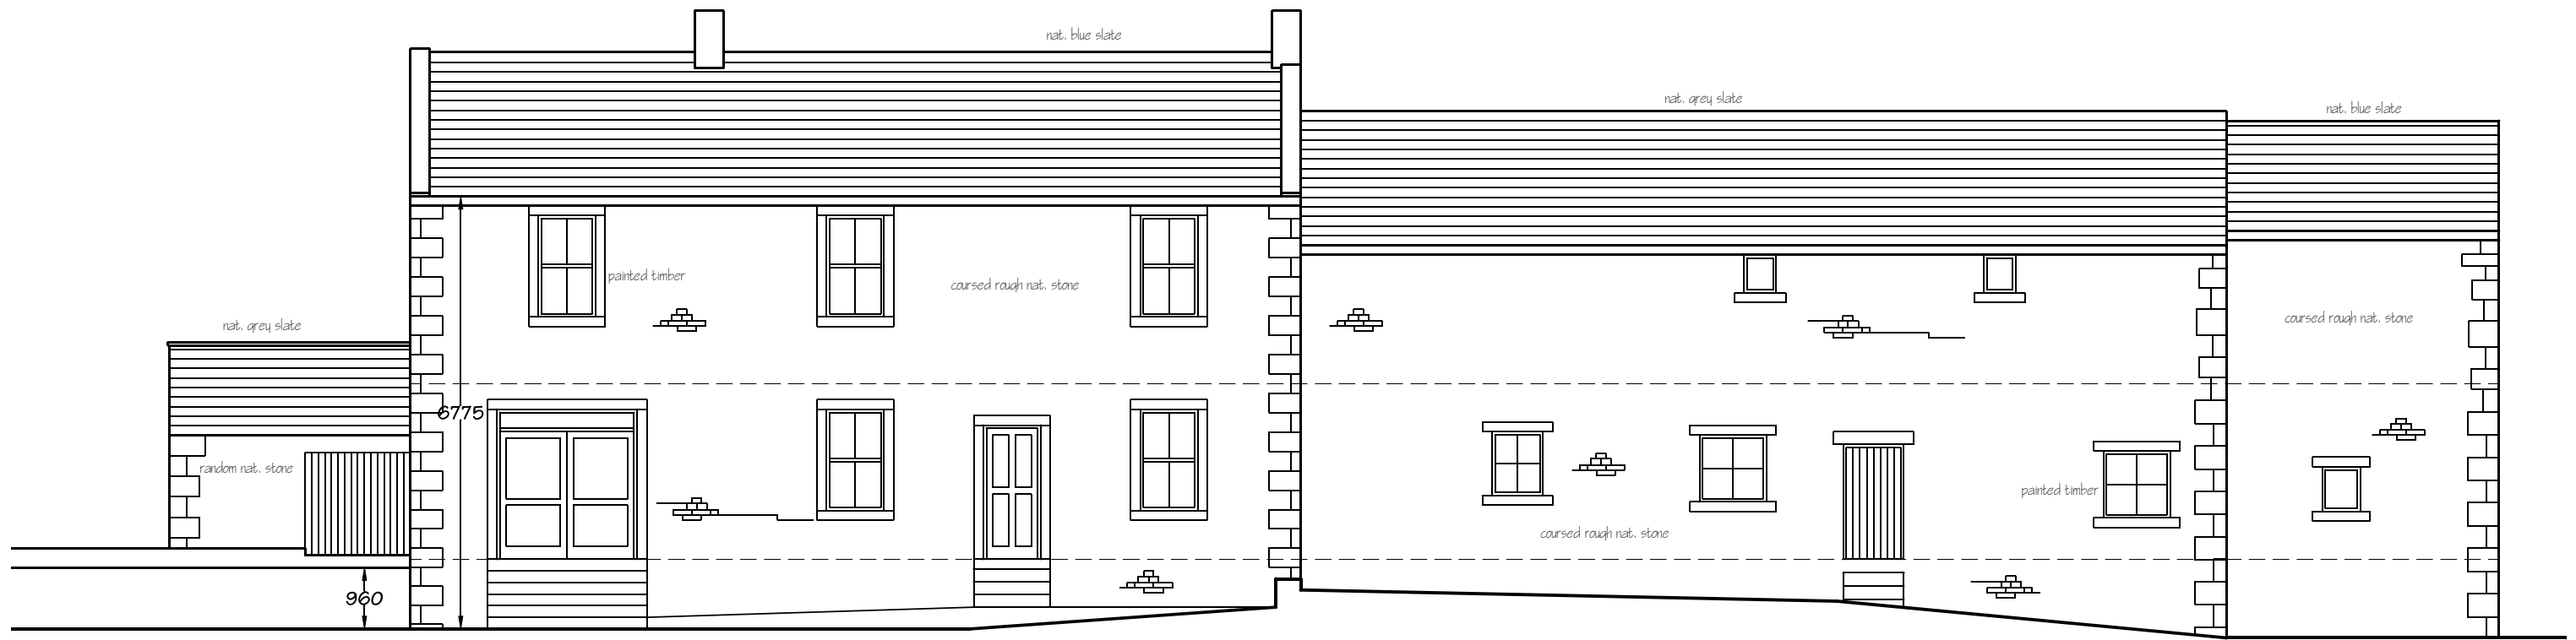 nat. blue slate
nat. grey slate
nat. blue slate
painted timber
coursed rough nat. stone
coursed rough nat. stone
nat. grey slate
6775
random nat. stone
painted timber
coursed rough nat. stone
960